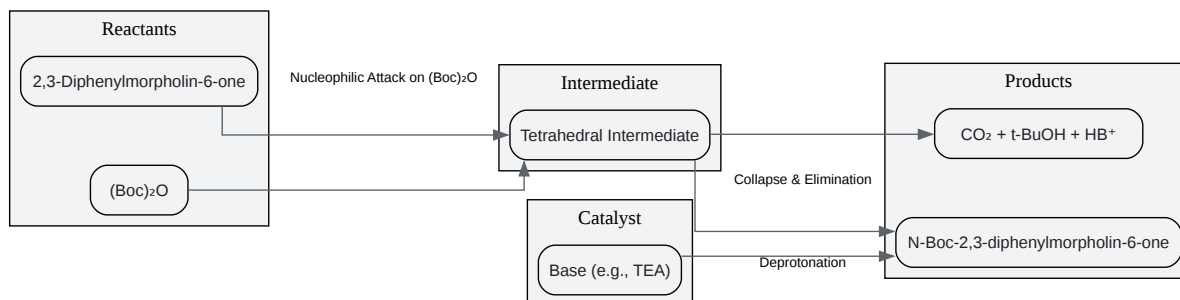 Reactants
2,3-Diphenylmorpholin-6-one
(Boc)₂O
Nucleophilic Attack on (Boc)₂O
Intermediate
Tetrahedral Intermediate
Collapse & Elimination
Catalyst
Base (e.g., TEA)
Deprotonation
Products
CO₂ + t-BuOH + HB⁺
N-Boc-2,3-diphenylmorpholin-6-one